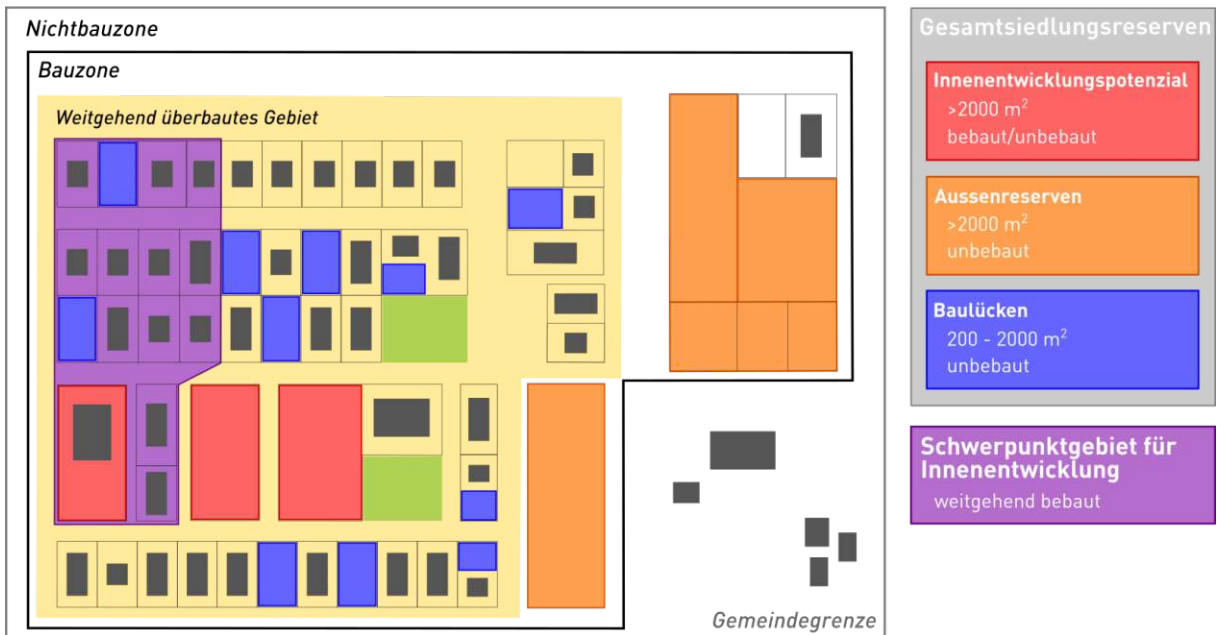 Nichtbauzone
Bauzone
Weitgehend überbautes Gebiet
Gemeindegrenze
Gesamtsiedlungsreserven
Innenentwicklungspotenzial
>2000 m²
bebaut/unbebaut
Aussenreserven
>2000 m²
unbebaut
Baulücken
200 - 2000 m²
unbebaut
Schwerpunktgebiet für
Innenentwicklung
weitgehend bebaut